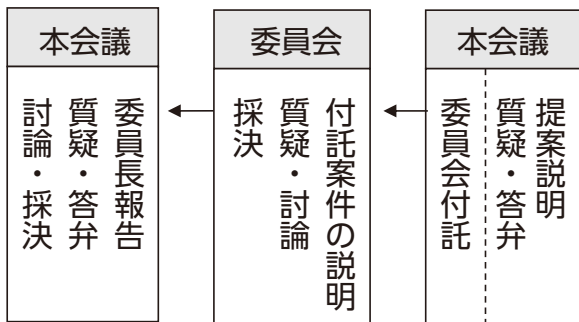 本会議
提案説明
質疑・答弁
委員会付託
委員会
付託案件の説明
質疑・討論
採決
本会議
委員長報告
質疑・答弁
討論・採決